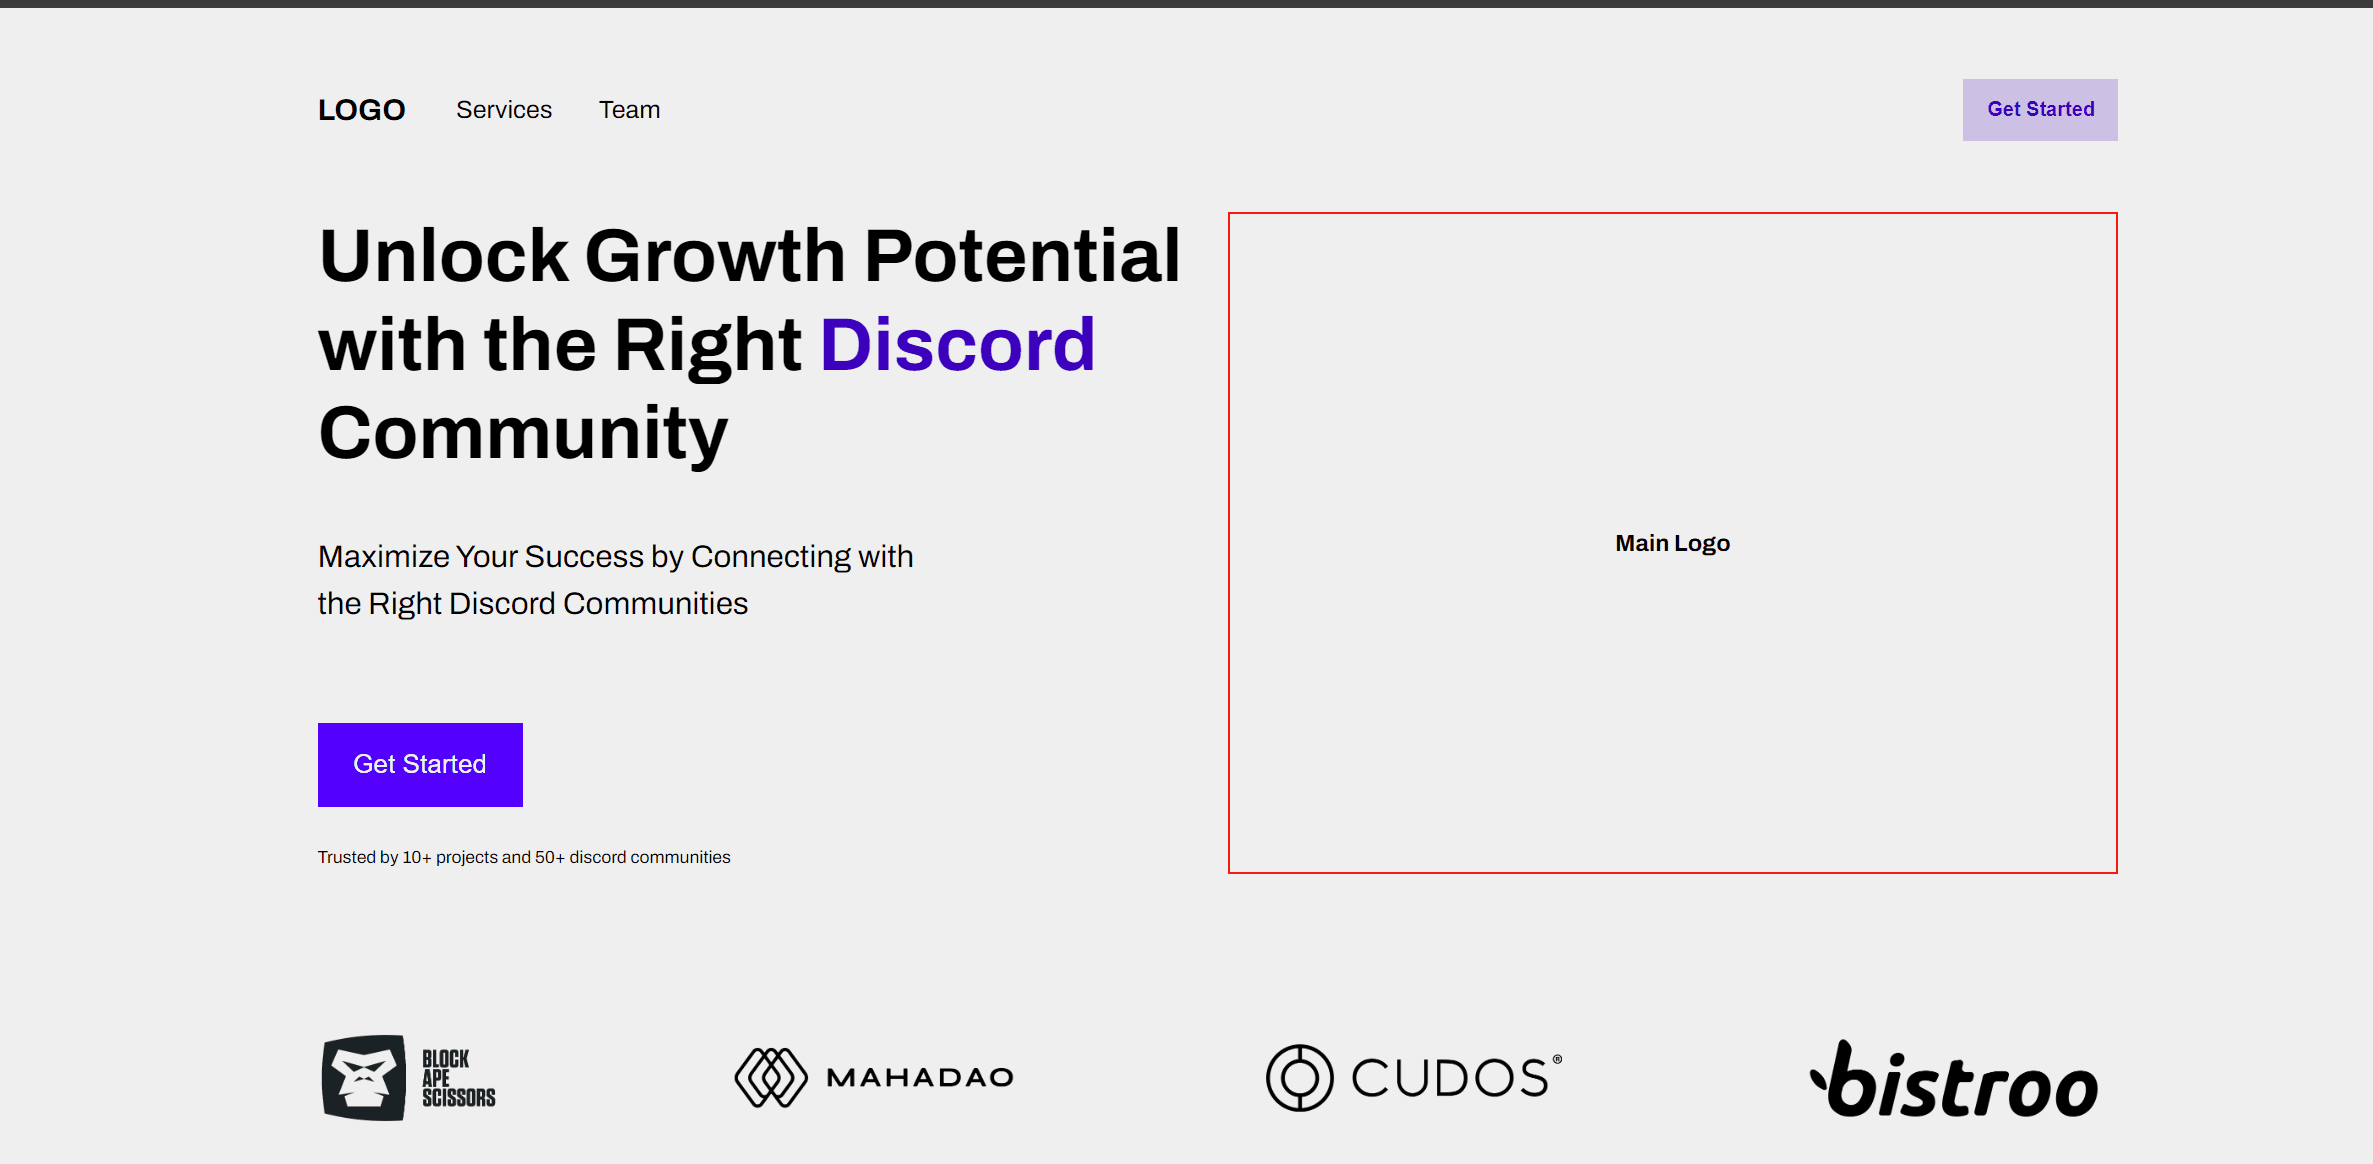 LOGO Services Team Get Started
Unlock Growth Potential
with the Right Discord
Community
Main Logo
Maximize Your Success by Connecting with
the Right Discord Communities
Get Started
Trusted by 10+ projects and 50+ discord communities
BLOCK
APE
SCISSORS
MAHADAO
CUDOS®
bistroo